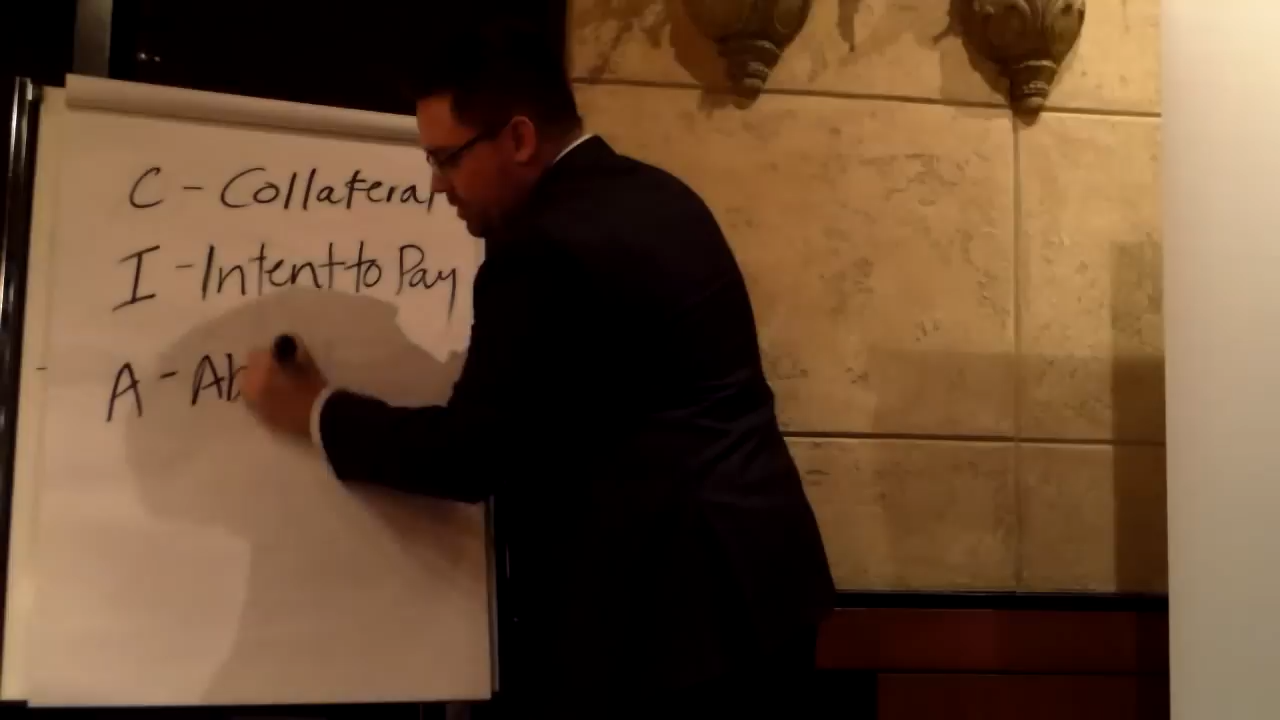 C - Collateral
I - Intent to Pay
A - Ab